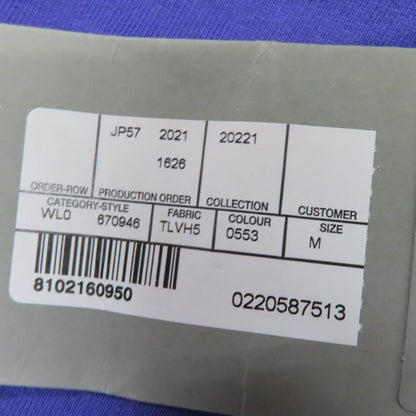 JP57 2021 20221
1626
ORDER-ROW PRODUCTION ORDER COLLECTION CUSTOMER
CATEGORY-STYLE FABRIC COLOUR SIZE
WL0 670946 TLVH5 0553 M
8102160950 0220587513